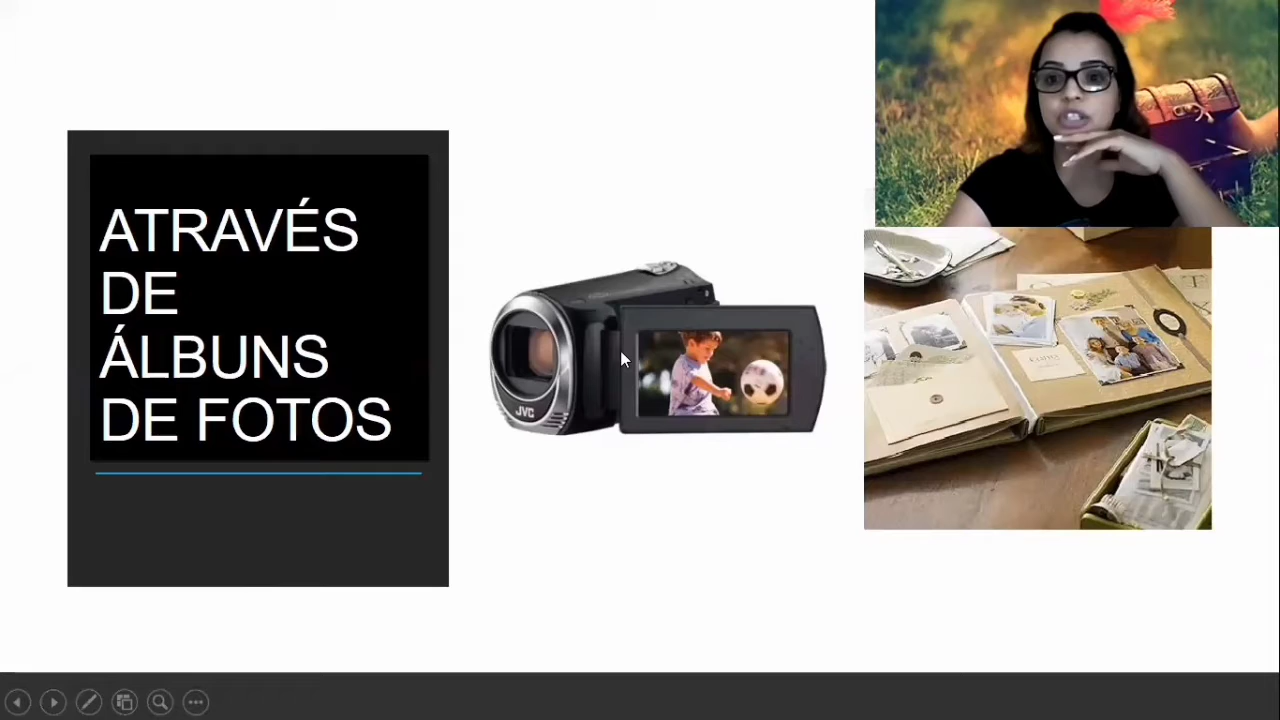 ATRAVÉS
DE
ÁLBUNS
DE FOTOS
JVC